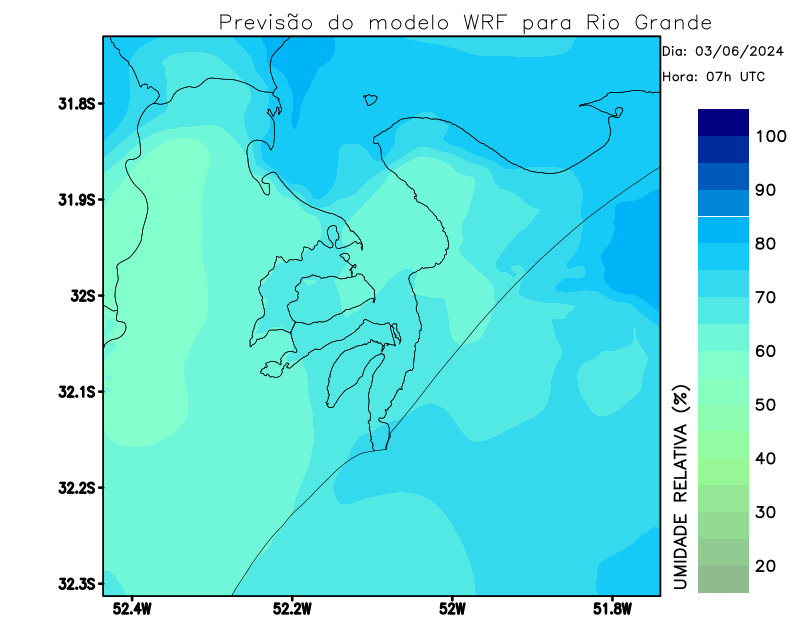 Previsão do modelo WRF para Rio Grande
Dia: 03/06/2024
Hora: 07h UTC
31.8S
31.9S
32S
32.1S
32.2S
32.3S
52.4W
52.2W
52W
51.8W
UMIDADE RELATIVA (%)
100
90
80
70
60
50
40
30
20